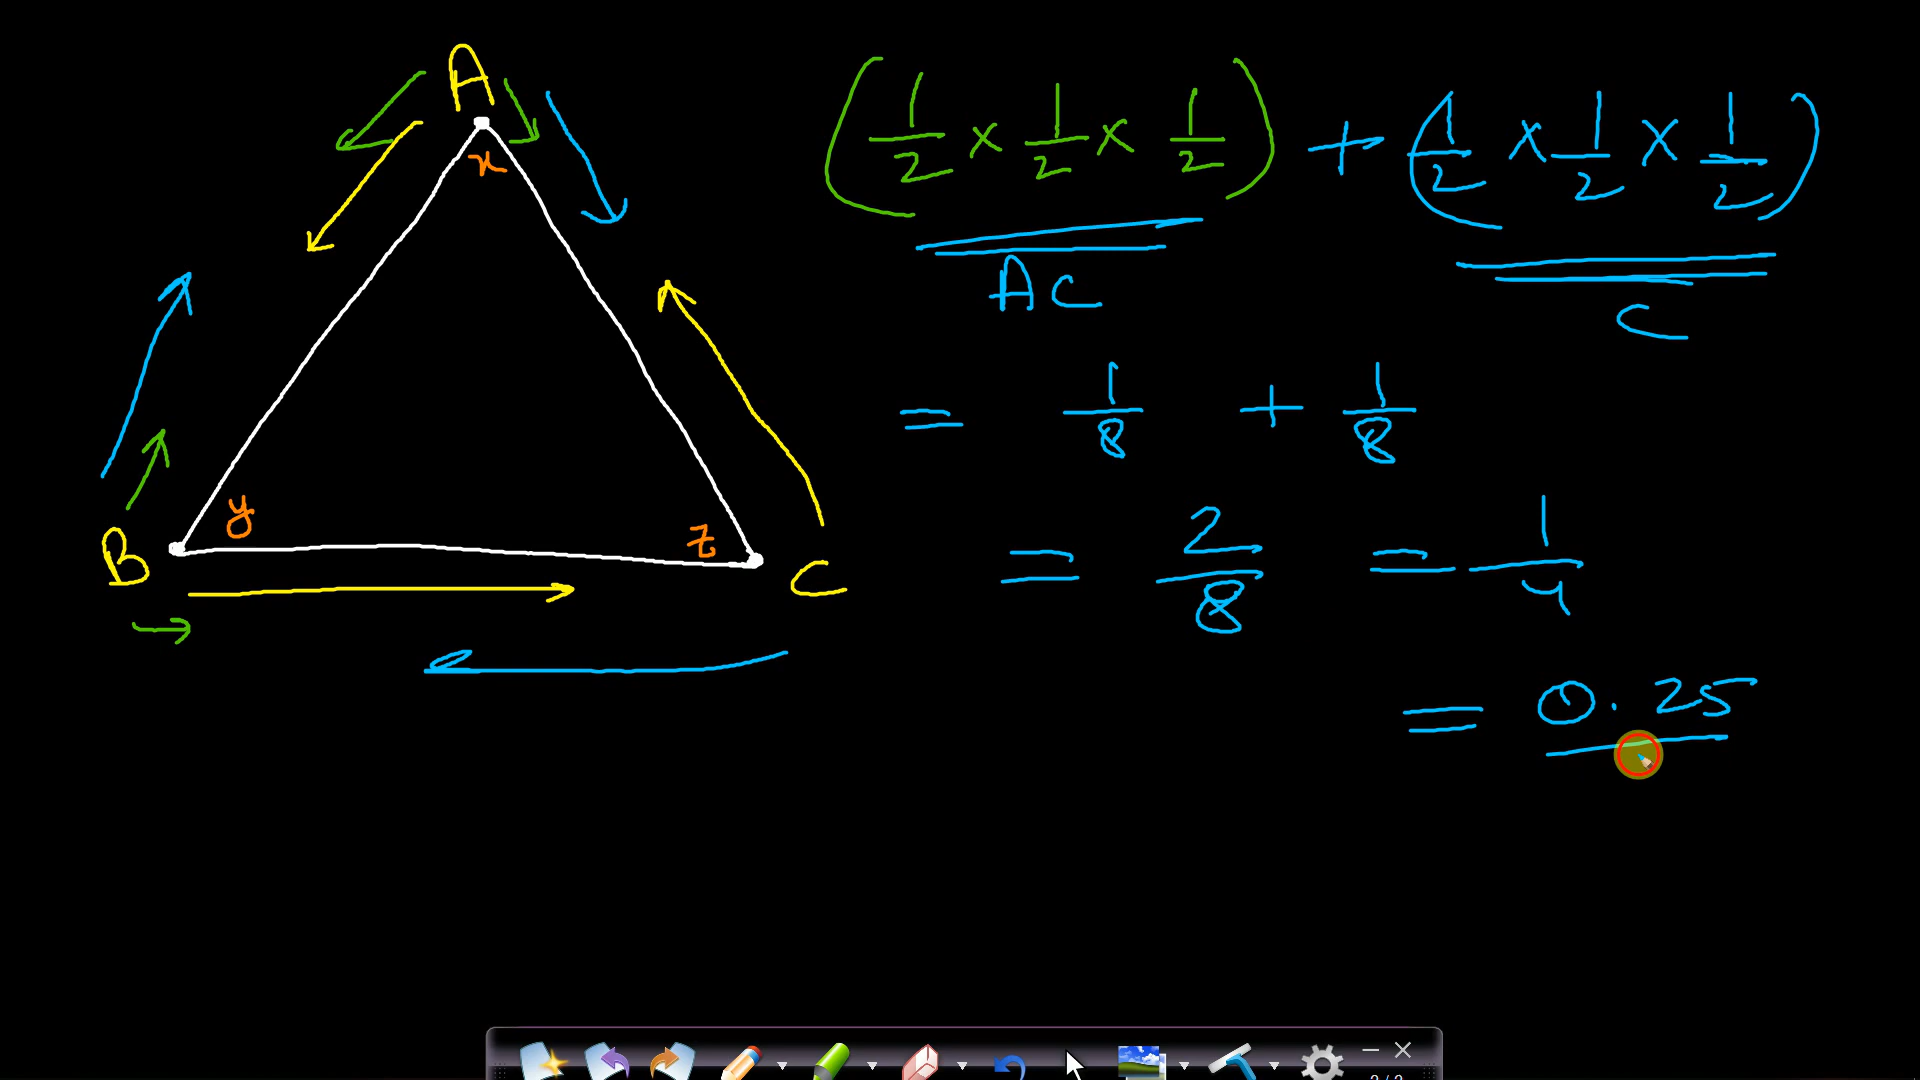 A
x
y
z
B
C
(1/2 × 1/2 × 1/2) + (1/2 × 1/2 × 1/2)
AC
C
= 1/8 + 1/8
= 2/8 = 1/4
= 0.25